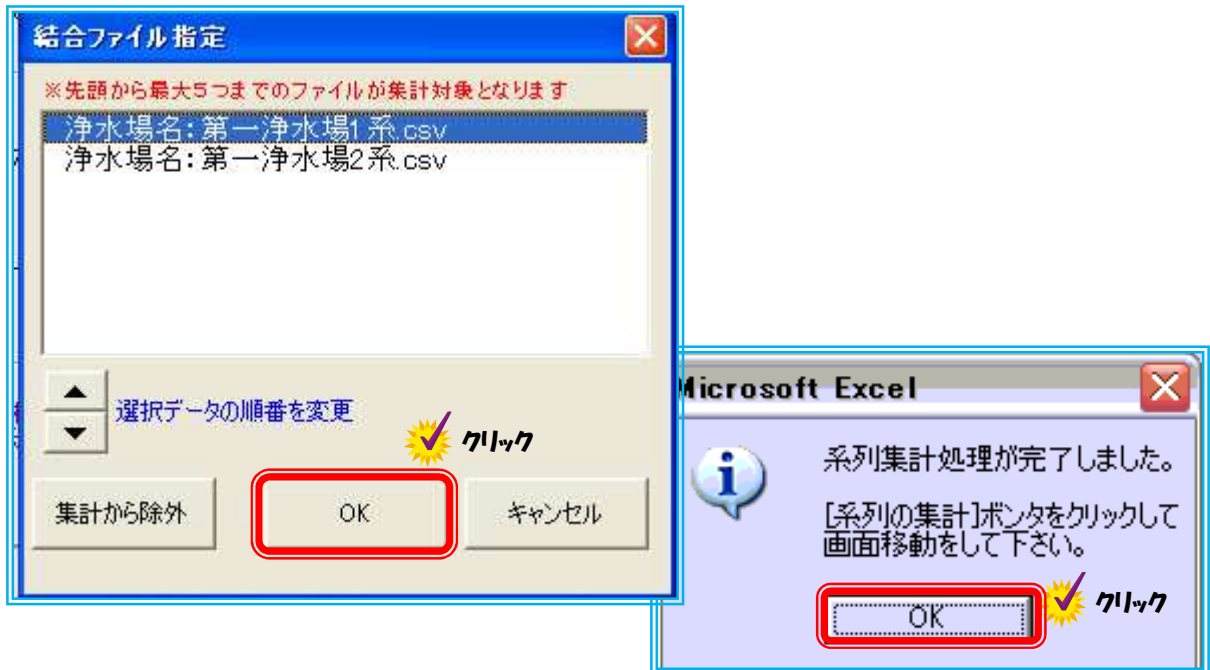 結合ファイル指定
※先頭から最大5つまでのファイルが集計対象となります
浄水場名:第一浄水場1系.csv
浄水場名:第一浄水場2系.csv
選択データの順番を変更
クリック
集計から除外
OK
キャンセル
Microsoft Excel
系列集計処理が完了しました。
[系列の集計]ボンタをクリックして
画面移動をして下さい。
OK
クリック